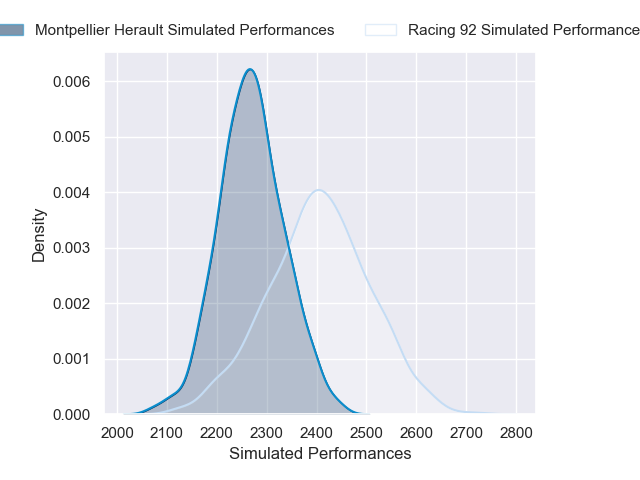 Montpellier Herault Simulated Performances
Racing 92 Simulated Performance
0.006
0.005
0.004
0.003
0.002
0.001
0.000
Density
2000 2100 2200 2300 2400 2500 2600 2700 2800
Simulated Performances